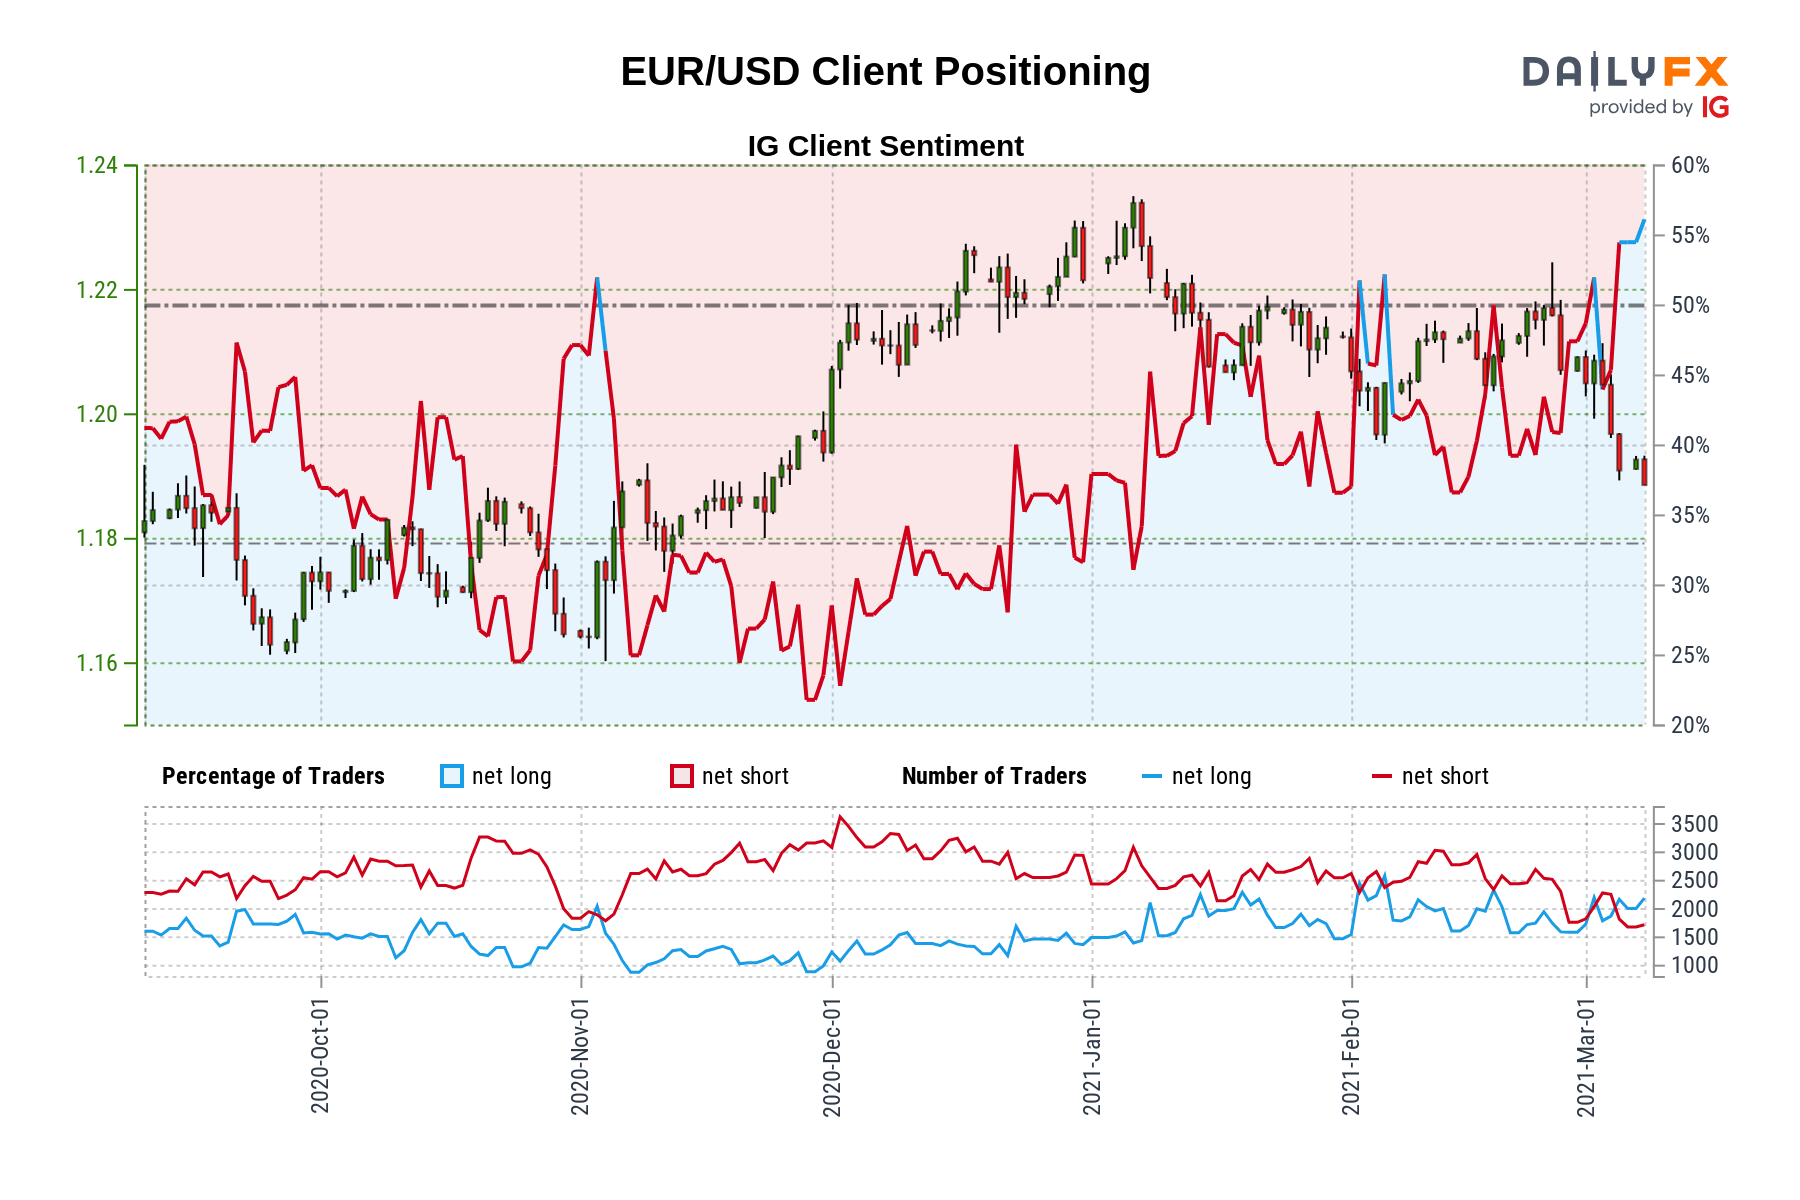 EUR/USD Client Positioning
DAILYFX
provided by IG
IG Client Sentiment
1.24
1.22
1.20
1.18
1.16
60%
55%
50%
45%
40%
35%
30%
25%
20%
Percentage of Traders net long net short Number of Traders net long net short
3500
3000
2500
2000
1500
1000
2020-Oct-01
2020-Nov-01
2020-Dec-01
2021-Jan-01
2021-Feb-01
2021-Mar-01